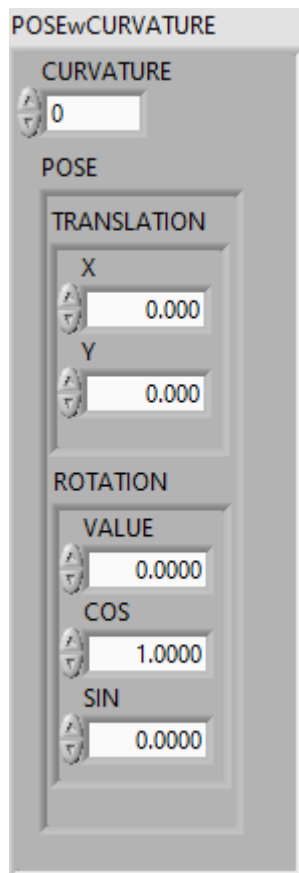 POSEwCURVATURE
CURVATURE
0
POSE
TRANSLATION
X
0.000
Y
0.000
ROTATION
VALUE
0.0000
COS
1.0000
SIN
0.0000